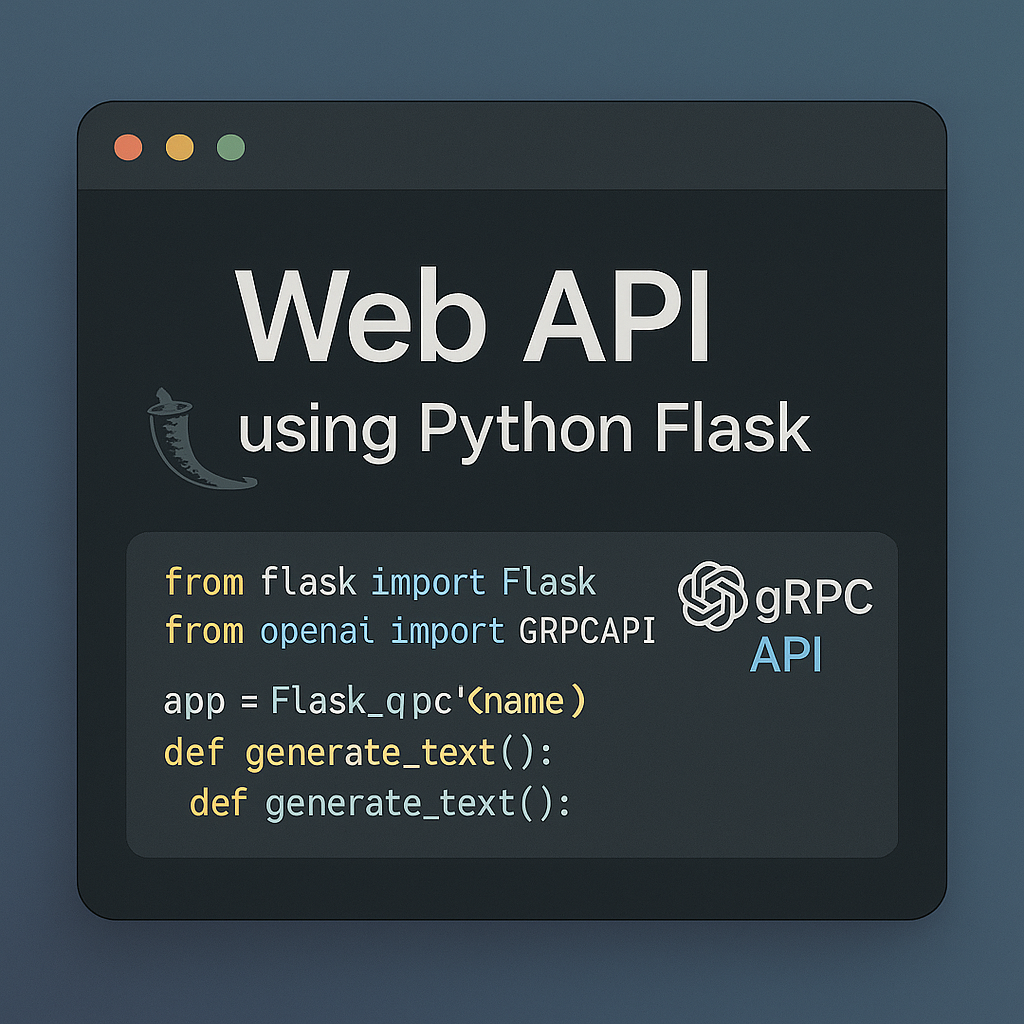 Web API
using Python Flask
from flask import Flask
from openai import GRPCAPI
gRPC
API
app = Flask_qpc'(name)
def generate_text():
def generate_text():